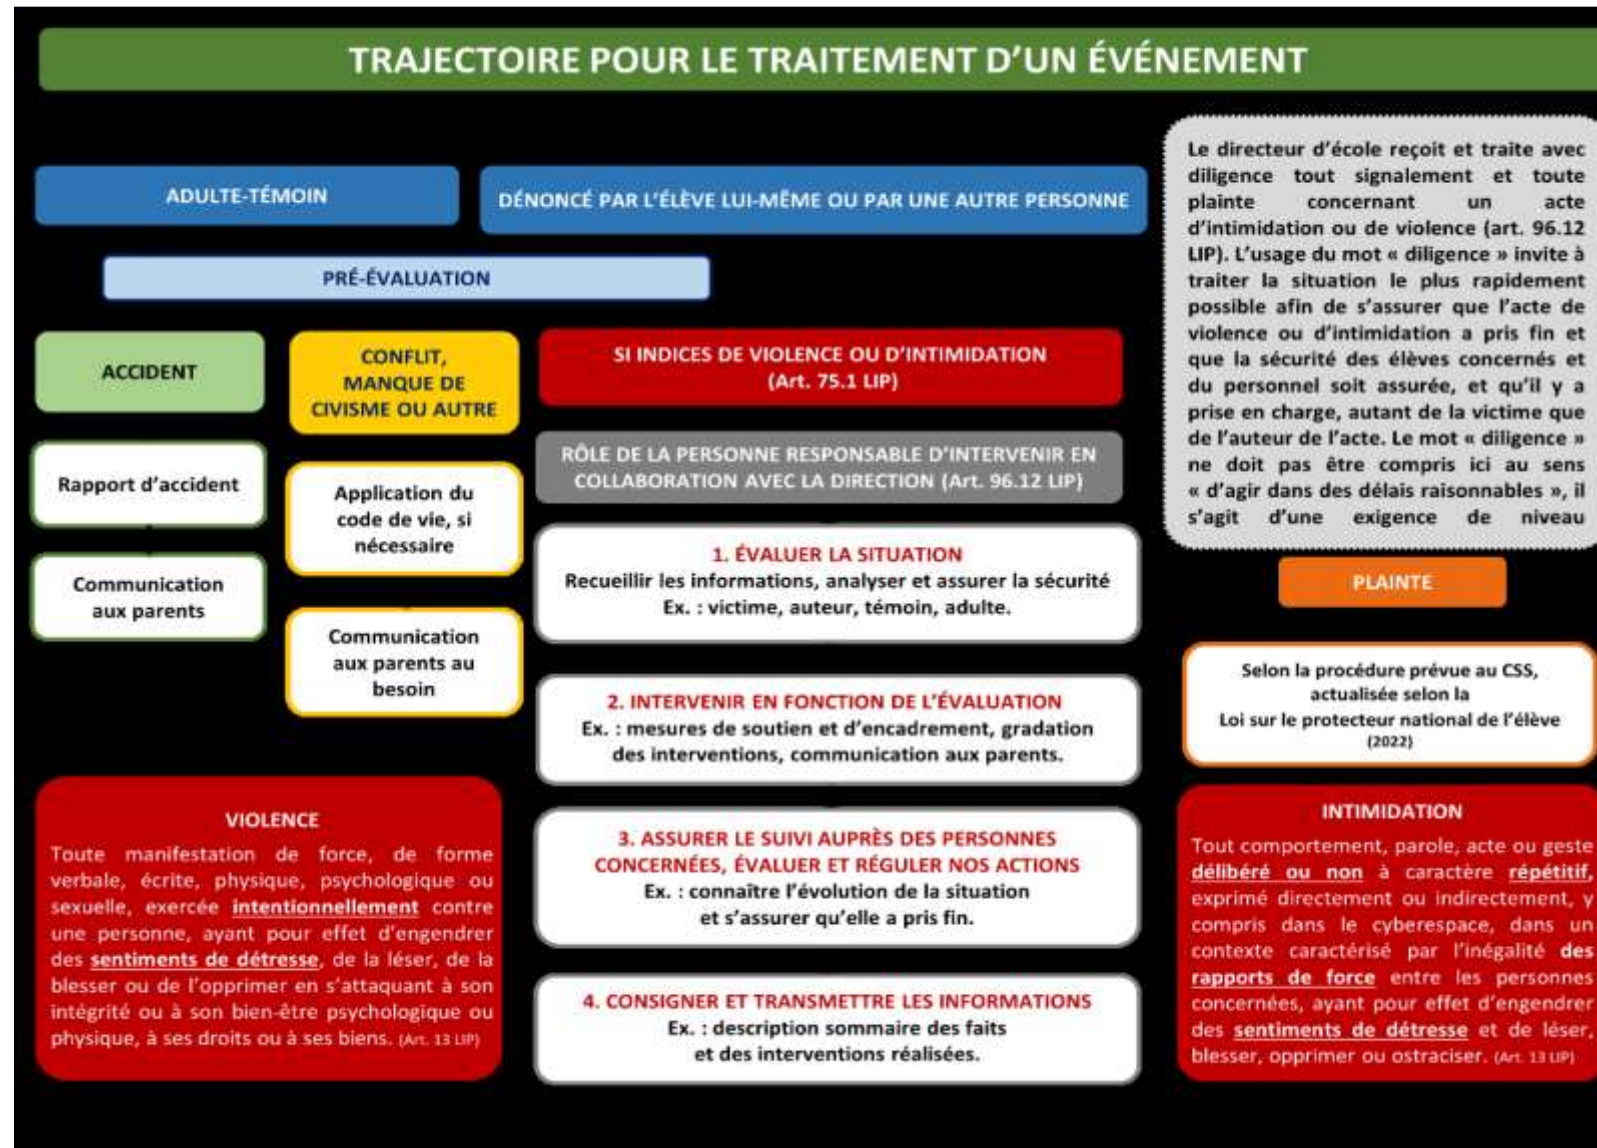 TRAJECTOIRE POUR LE TRAITEMENT D'UN ÉVÉNEMENT
ADULTE-TÉMOIN
DÉNONCÉ PAR L'ÉLÈVE LUI-MÊME OU PAR UNE AUTRE PERSONNE
PRÉ-ÉVALUATION
ACCIDENT
Rapport d'accident
Communication
aux parents
CONFLIT,
MANQUE DE
CIVISME OU AUTRE
Application du
code de vie, si
nécessaire
Communication
aux parents au
besoin
SI INDICES DE VIOLENCE OU D'INTIMIDATION
(Art. 75.1 LIP)
RÔLE DE LA PERSONNE RESPONSABLE D'INTERVENIR EN
COLLABORATION AVEC LA DIRECTION (Art. 96.12 LIP)
1. ÉVALUER LA SITUATION
Recueillir les informations, analyser et assurer la sécurité
Ex. : victime, auteur, témoin, adulte.
2. INTERVENIR EN FONCTION DE L'ÉVALUATION
Ex. : mesures de soutien et d'encadrement, gradation
des interventions, communication aux parents.
3. ASSURER LE SUIVI AUPRÈS DES PERSONNES
CONCERNÉES, ÉVALUER ET RÉGULER NOS ACTIONS
Ex. : connaître l'évolution de la situation
et s'assurer qu'elle a pris fin.
4. CONSIGNER ET TRANSMETTRE LES INFORMATIONS
Ex. : description sommaire des faits
et des interventions réalisées.
VIOLENCE
Toute manifestation de force, de forme
verbale, écrite, physique, psychologique ou
sexuelle, exercée intentionnellement contre
une personne, ayant pour effet d'engendrer
des sentiments de détresse, de la léser, de la
blesser ou de l'opprimer en s'attaquant à son
intégrité ou à son bien-être psychologique ou
physique, à ses droits ou à ses biens. (Art. 13 LIP)
Le directeur d'école reçoit et traite avec
diligence tout signalement et toute
plainte concernant un acte
d'intimidation ou de violence (art. 96.12
LIP). L'usage du mot « diligence » invite à
traiter la situation le plus rapidement
possible afin de s'assurer que l'acte de
violence ou d'intimidation a pris fin et
que la sécurité des élèves concernés et
du personnel soit assurée, et qu'il y a
prise en charge, autant de la victime que
de l'auteur de l'acte. Le mot « diligence »
ne doit pas être compris ici au sens
« d'agir dans des délais raisonnables », il
s'agit d'une exigence de niveau
PLAINTE
Selon la procédure prévue au CSS,
actualisée selon la
Loi sur le protecteur national de l'élève
(2022)
INTIMIDATION
Tout comportement, parole, acte ou geste
délibéré ou non à caractère répétitif,
exprimé directement ou indirectement, y
compris dans le cyberespace, dans un
contexte caractérisé par l'inégalité des
rapports de force entre les personnes
concernées, ayant pour effet d'engendrer
des sentiments de détresse et de léser,
blesser, opprimer ou ostraciser. (Art. 13 LIP)